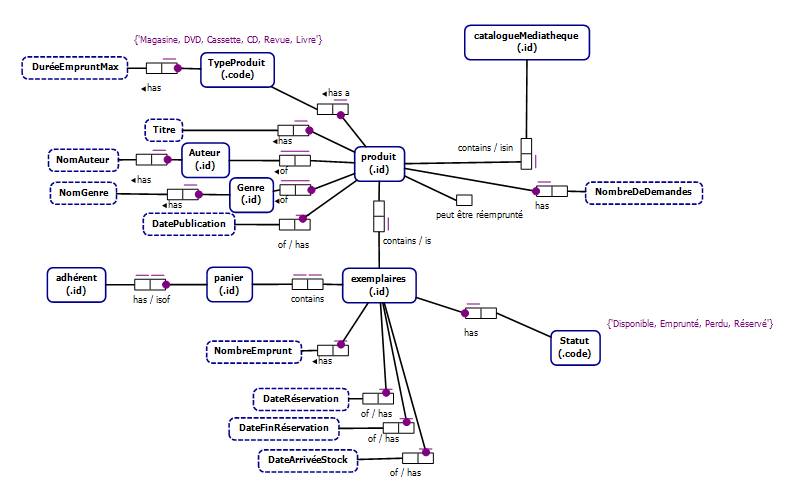 {'Magasine, DVD, Cassette, CD, Revue, Livre'}
catalogueMediatheque
(.id)
DuréeEmpruntMax
◄has
TypeProduit
(.code)
◄has a
Titre
◄has
contains / isin
NomAuteur
◄has
Auteur
(.id)
◄of
produit
(.id)
NomGenre
◄has
Genre
(.id)
◄of
has
NombreDeDemandes
peut être réemprunté
DatePublication
of / has
contains / is
adhérent
(.id)
has / isof
panier
(.id)
contains
exemplaires
(.id)
has
{'Disponible, Emprunté, Perdu, Réservé'}
Statut
(.code)
NombreEmprunt
◄has
DateRéservation
of / has
DateFinRéservation
of / has
DateArrivéeStock
of / has